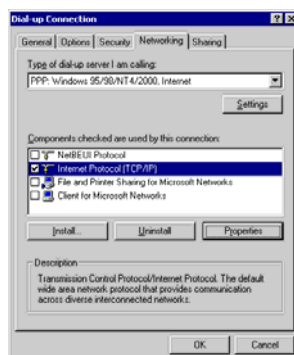 Dial-up Connection
General Options Security Networking Sharing
Type of dial-up server I am calling:
PPP: Windows 95/98/NT4/2000, Internet
Settings
Components checked are used by this connection:
NetBEUI Protocol
Internet Protocol (TCP/IP)
File and Printer Sharing for Microsoft Networks
Client for Microsoft Networks
Install... Uninstall Properties
Description
Transmission Control Protocol/Internet Protocol. The default
wide area network protocol that provides communication
across diverse interconnected networks.
OK Cancel